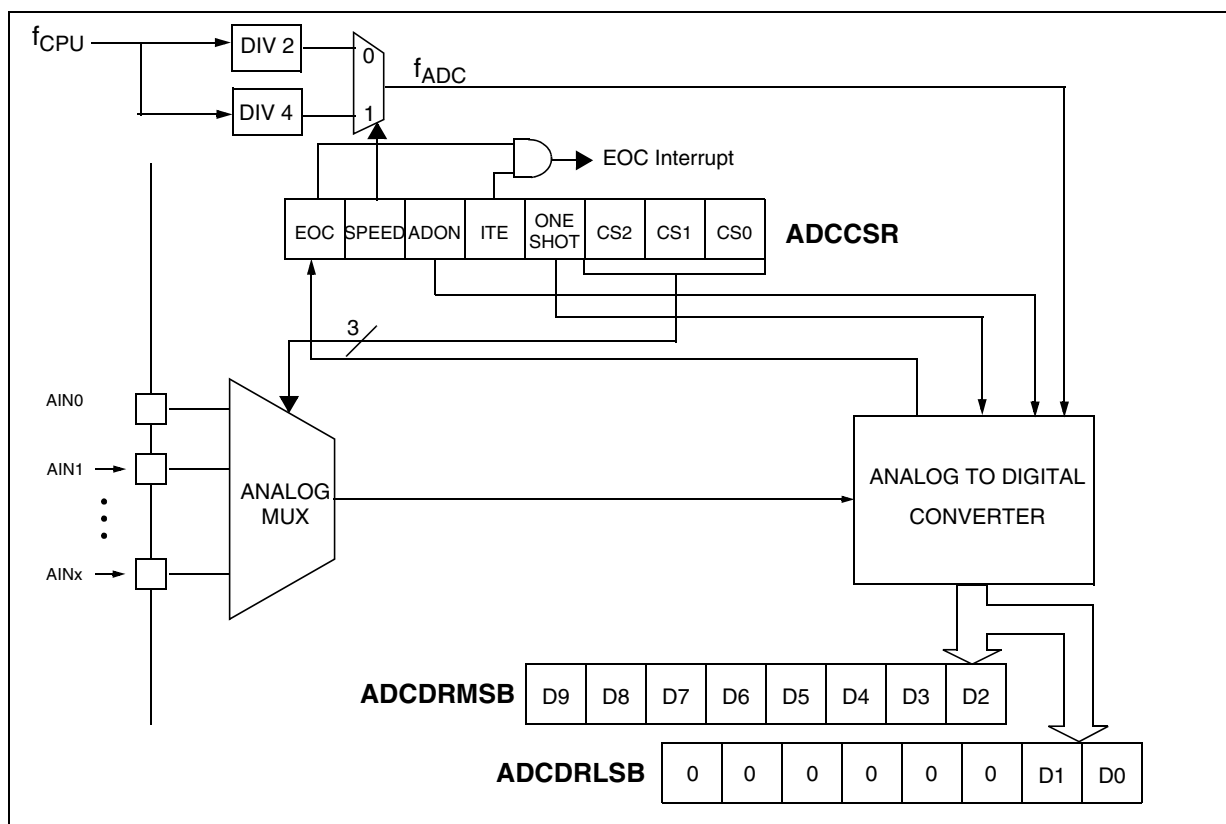 fCPU
DIV 2
0
fADC
DIV 4
1
EOC Interrupt
EOC SPEED ADON ITE ONE SHOT CS2 CS1 CS0 ADCCSR
3
AIN0
AIN1
ANALOG
MUX
AINx
ANALOG TO DIGITAL
CONVERTER
ADCDRMSB D9 D8 D7 D6 D5 D4 D3 D2
ADCDRLSB 0 0 0 0 0 0 D1 D0